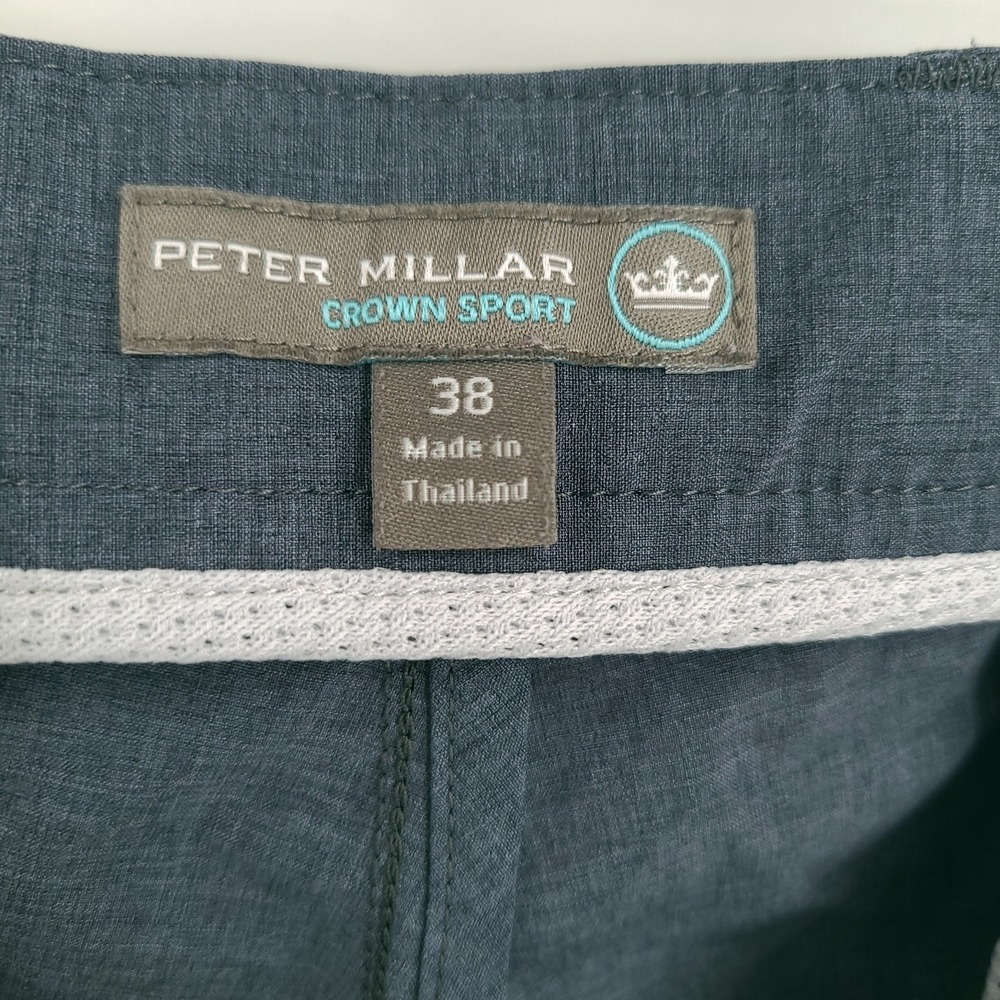 PETER MILLAR
CROWN SPORT
38
Made in
Thailand